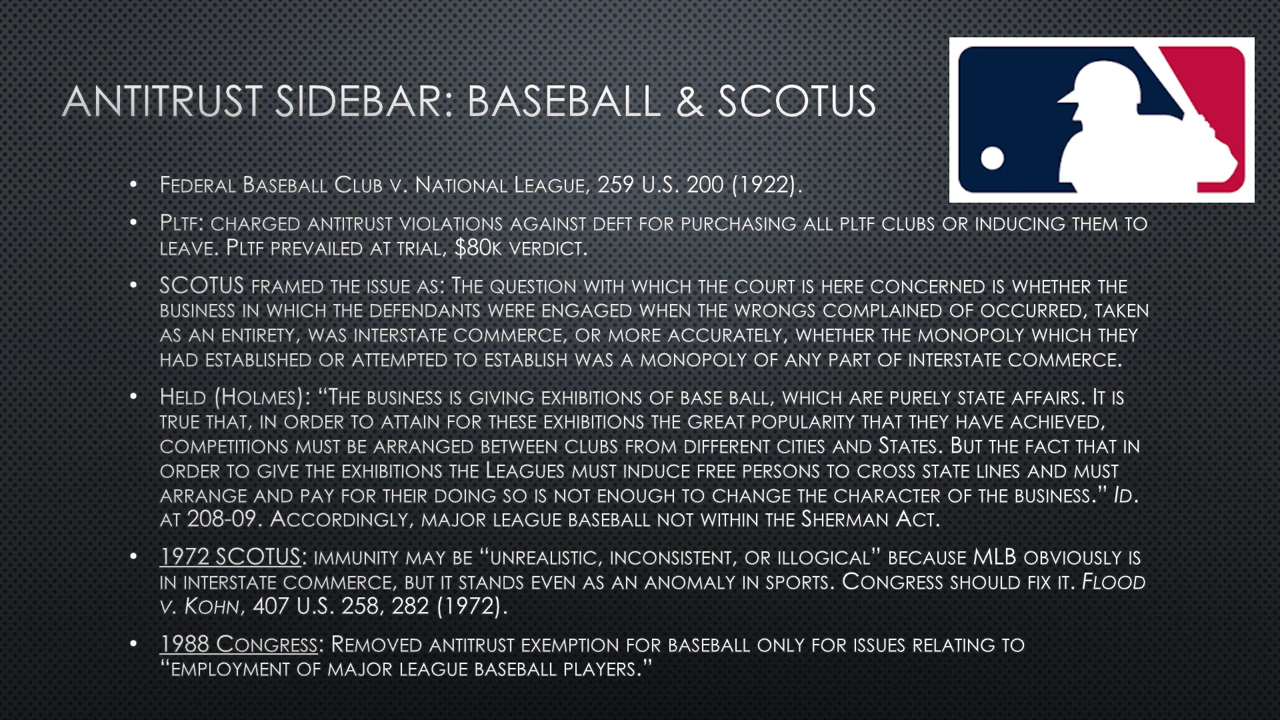 ANTITRUST SIDEBAR: BASEBALL & SCOTUS
• FEDERAL BASEBALL CLUB V. NATIONAL LEAGUE, 259 U.S. 200 (1922).
• PLTF: CHARGED ANTITRUST VIOLATIONS AGAINST DEFT FOR PURCHASING ALL PLTF CLUBS OR INDUCING THEM TO
LEAVE. PLTF PREVAILED AT TRIAL, $80K VERDICT.
• SCOTUS FRAMED THE ISSUE AS: THE QUESTION WITH WHICH THE COURT IS HERE CONCERNED IS WHETHER THE
BUSINESS IN WHICH THE DEFENDANTS WERE ENGAGED WHEN THE WRONGS COMPLAINED OF OCCURRED, TAKEN
AS AN ENTIRETY, WAS INTERSTATE COMMERCE, OR MORE ACCURATELY, WHETHER THE MONOPOLY WHICH THEY
HAD ESTABLISHED OR ATTEMPTED TO ESTABLISH WAS A MONOPOLY OF ANY PART OF INTERSTATE COMMERCE.
• HELD (HOLMES): “THE BUSINESS IS GIVING EXHIBITIONS OF BASE BALL, WHICH ARE PURELY STATE AFFAIRS. IT IS
TRUE THAT, IN ORDER TO ATTAIN FOR THESE EXHIBITIONS THE GREAT POPULARITY THAT THEY HAVE ACHIEVED,
COMPETITIONS MUST BE ARRANGED BETWEEN CLUBS FROM DIFFERENT CITIES AND STATES. BUT THE FACT THAT IN
ORDER TO GIVE THE EXHIBITIONS THE LEAGUES MUST INDUCE FREE PERSONS TO CROSS STATE LINES AND MUST
ARRANGE AND PAY FOR THEIR DOING SO IS NOT ENOUGH TO CHANGE THE CHARACTER OF THE BUSINESS.” ID.
AT 208-09. ACCORDINGLY, MAJOR LEAGUE BASEBALL NOT WITHIN THE SHERMAN ACT.
• 1972 SCOTUS: IMMUNITY MAY BE “UNREALISTIC, INCONSISTENT, OR ILLOGICAL” BECAUSE MLB OBVIOUSLY IS
IN INTERSTATE COMMERCE, BUT IT STANDS EVEN AS AN ANOMALY IN SPORTS. CONGRESS SHOULD FIX IT. FLOOD
V. KOHN, 407 U.S. 258, 282 (1972).
• 1988 CONGRESS: REMOVED ANTITRUST EXEMPTION FOR BASEBALL ONLY FOR ISSUES RELATING TO
“EMPLOYMENT OF MAJOR LEAGUE BASEBALL PLAYERS.”